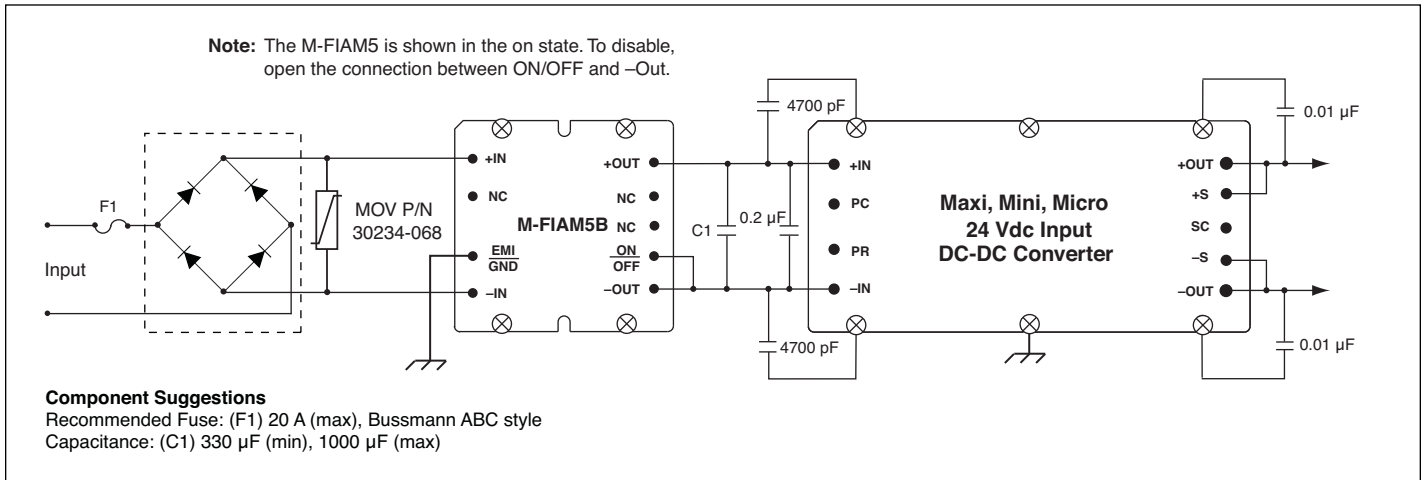 Note: The M-FIAM5 is shown in the on state. To disable,
open the connection between ON/OFF and –Out.
F1
Input
MOV P/N
30234-068
+IN
NC
EMI
GND
–IN
M-FIAM5B
+OUT
NC
NC
ON
OFF
–OUT
4700 pF
C1
0.2 µF
4700 pF
+IN
PC
PR
–IN
Maxi, Mini, Micro
24 Vdc Input
DC-DC Converter
+OUT
+S
SC
–S
–OUT
0.01 µF
0.01 µF
Component Suggestions
Recommended Fuse: (F1) 20 A (max), Bussmann ABC style
Capacitance: (C1) 330 µF (min), 1000 µF (max)